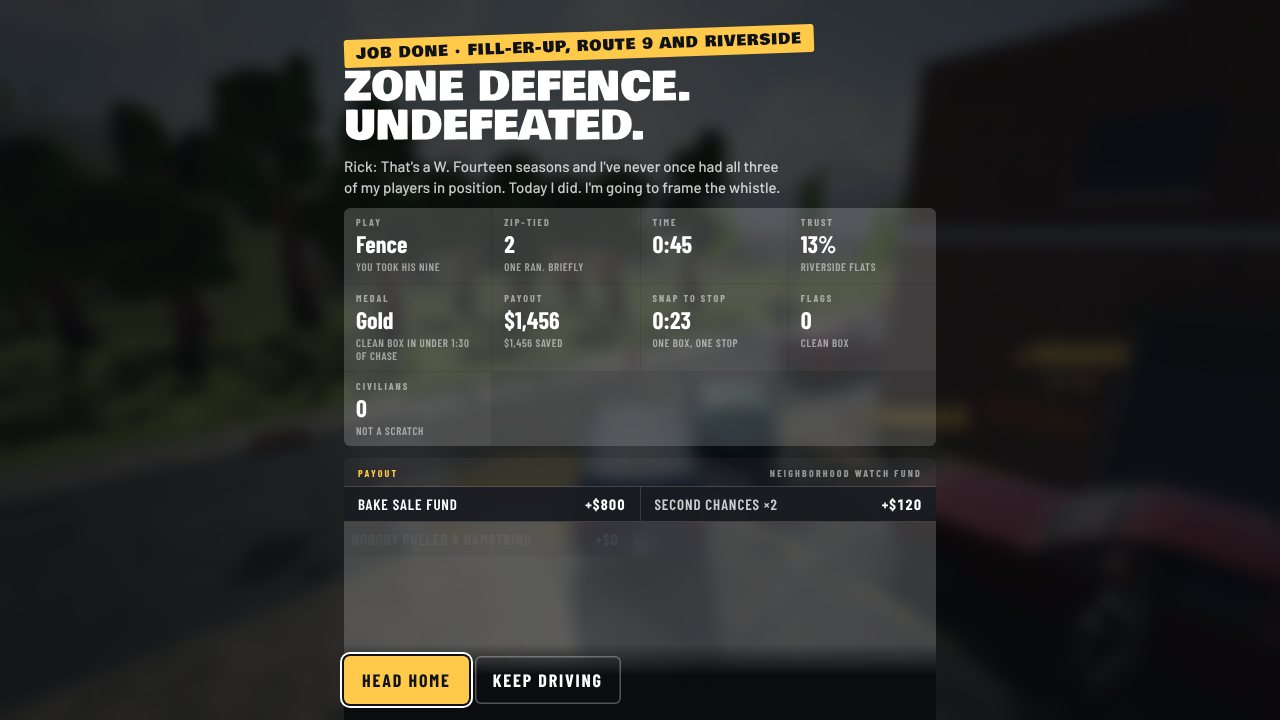 JOB DONE · FILL-ER-UP, ROUTE 9 AND RIVERSIDE
ZONE DEFENCE.
UNDEFEATED.
Rick: That's a W. Fourteen seasons and I've never once had all three
of my players in position. Today I did. I'm going to frame the whistle.
PLAY
Fence
YOU TOOK HIS NINE
ZIP-TIED
2
ONE RAN. BRIEFLY
TIME
0:45
TRUST
13%
RIVERSIDE FLATS
MEDAL
Gold
CLEAN BOX IN UNDER 1:30
OF CHASE
PAYOUT
$1,456
$1,456 SAVED
SNAP TO STOP
0:23
ONE BOX, ONE STOP
FLAGS
0
CLEAN BOX
CIVILIANS
0
NOT A SCRATCH
PAYOUT
NEIGHBORHOOD WATCH FUND
BAKE SALE FUND +$800
SECOND CHANCES ×2 +$120
NOBODY PULLED A HAMSTRING +$0
HEAD HOME
KEEP DRIVING